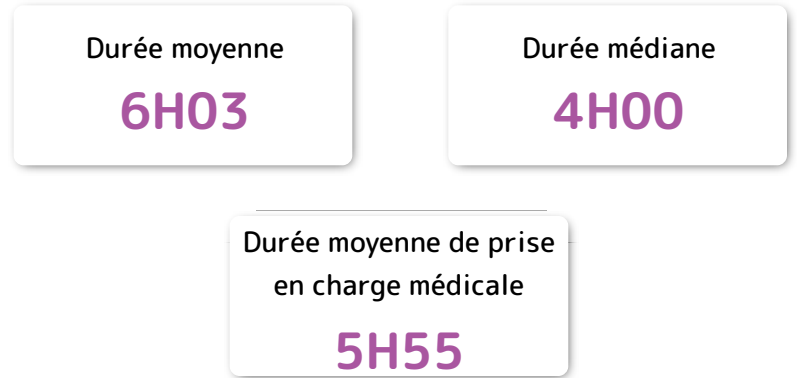 Durée moyenne
6H03
Durée médiane
4H00
Durée moyenne de prise
en charge médicale
5H55